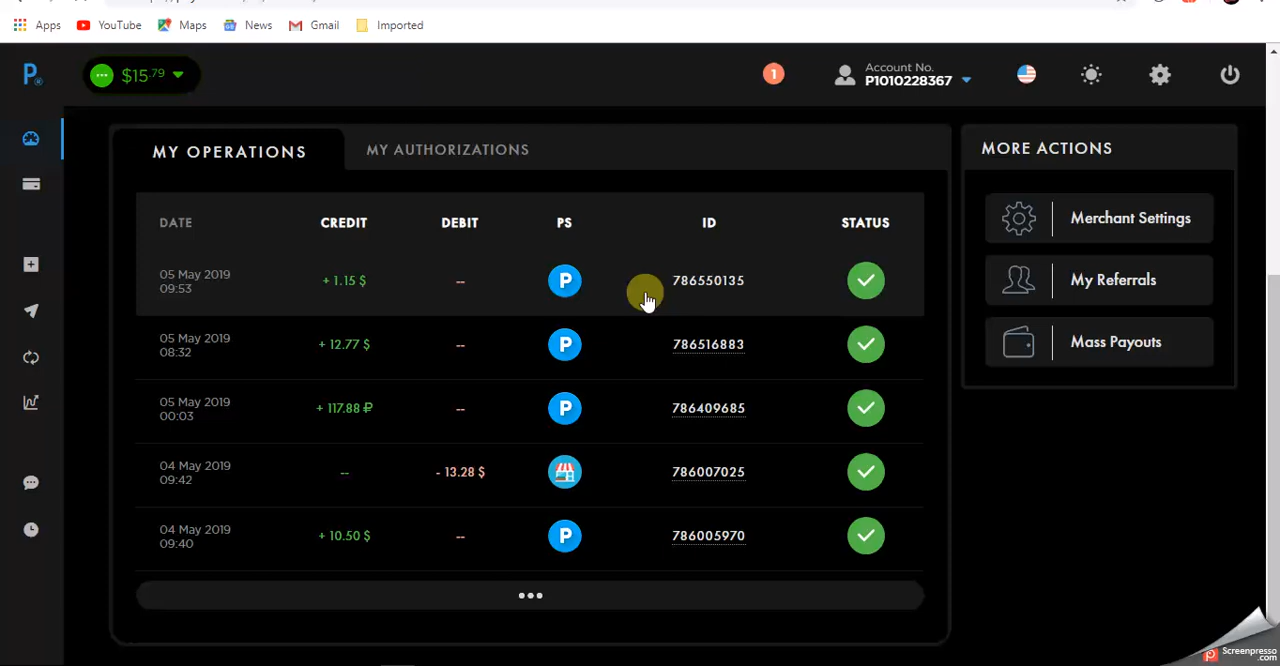 Apps YouTube Maps News Gmail Imported
P
$15.79
1
Account No.
P1010228367
MY OPERATIONS MY AUTHORIZATIONS
MORE ACTIONS
DATE CREDIT DEBIT PS ID STATUS
05 May 2019
09:53
+ 1.15 $ -- P 786550135
05 May 2019
08:32
+ 12.77 $ -- P 786516883
05 May 2019
00:03
+ 117.88 ₽ -- P 786409685
04 May 2019
09:42
-- - 13.28 $ 786007025
04 May 2019
09:40
+ 10.50 $ -- P 786005970
•••
Merchant Settings
My Referrals
Mass Payouts
Screenpresso
.com